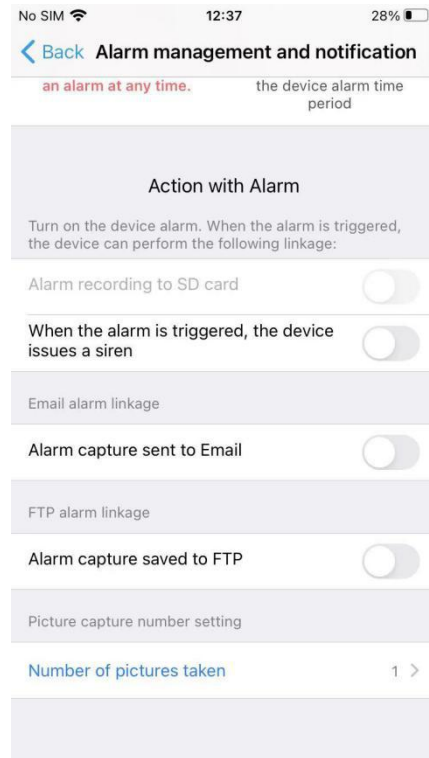 No SIM 12:37 28%
Back Alarm management and notification
an alarm at any time.
the device alarm time
period
Action with Alarm
Turn on the device alarm. When the alarm is triggered,
the device can perform the following linkage:
Alarm recording to SD card
When the alarm is triggered, the device
issues a siren
Email alarm linkage
Alarm capture sent to Email
FTP alarm linkage
Alarm capture saved to FTP
Picture capture number setting
Number of pictures taken 1 >